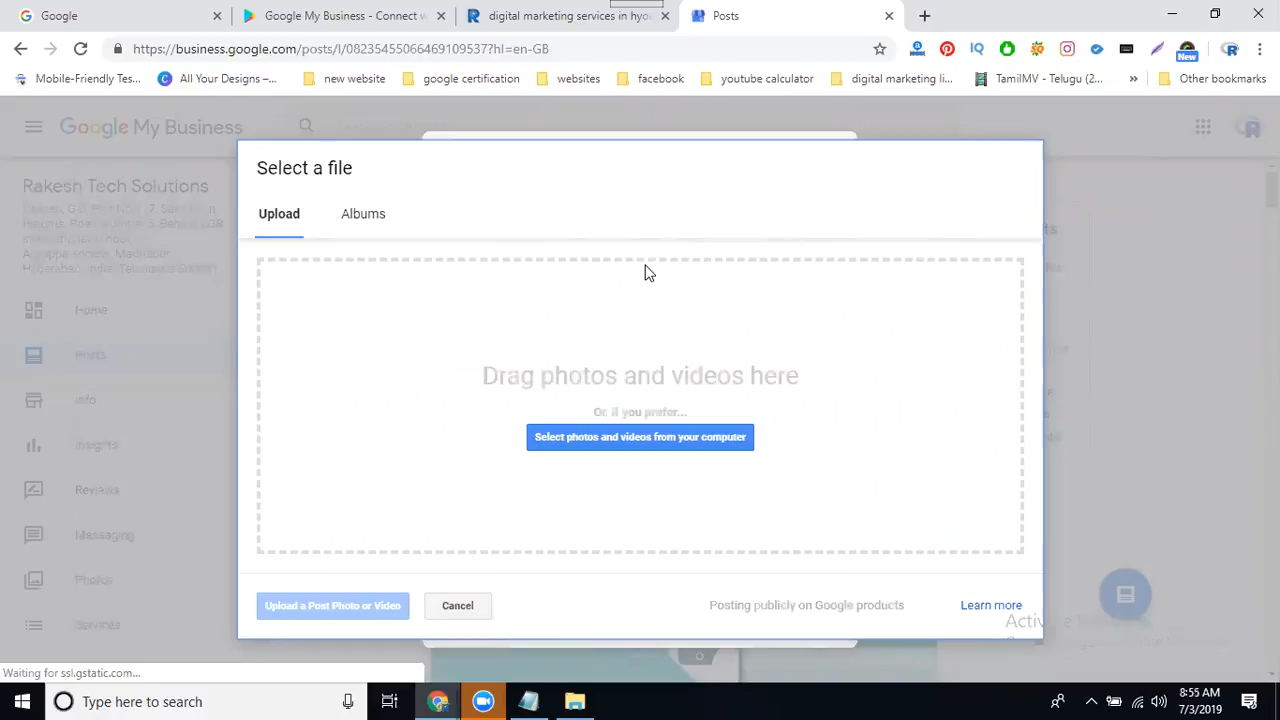 Google
Google My Business - Connect w
digital marketing services in hyd
Posts
https://business.google.com/posts/l/08235455066469109537?hl=en-GB
New
Mobile-Friendly Tes...
All Your Designs –...
new website
google certification
websites
facebook
youtube calculator
digital marketing li...
TamilMV - Telugu (2...
»
Other bookmarks
Google My Business
Select a file
Upload
Albums
Rakesh Tech Solutions
Home
Posts
Info
Insights
Reviews
Messaging
Photos
Services
Drag photos and videos here
Or, if you prefer...
Select photos and videos from your computer
Upload a Post Photo or Video
Cancel
Posting publicly on Google products
Learn more
Waiting for ssl.gstatic.com...
Type here to search
8:55 AM
7/3/2019